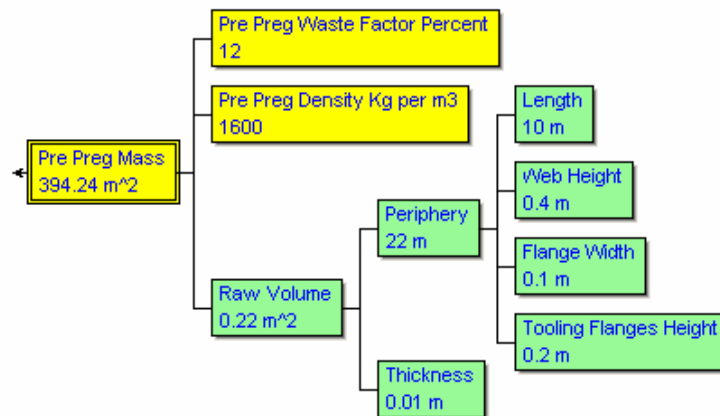 Pre Preg Waste Factor Percent
12
Pre Preg Density Kg per m3
1600
Length
10 m
Pre Preg Mass
394.24 m^2
Web Height
0.4 m
Periphery
22 m
Flange Width
0.1 m
Raw Volume
0.22 m^2
Tooling Flanges Height
0.2 m
Thickness
0.01 m